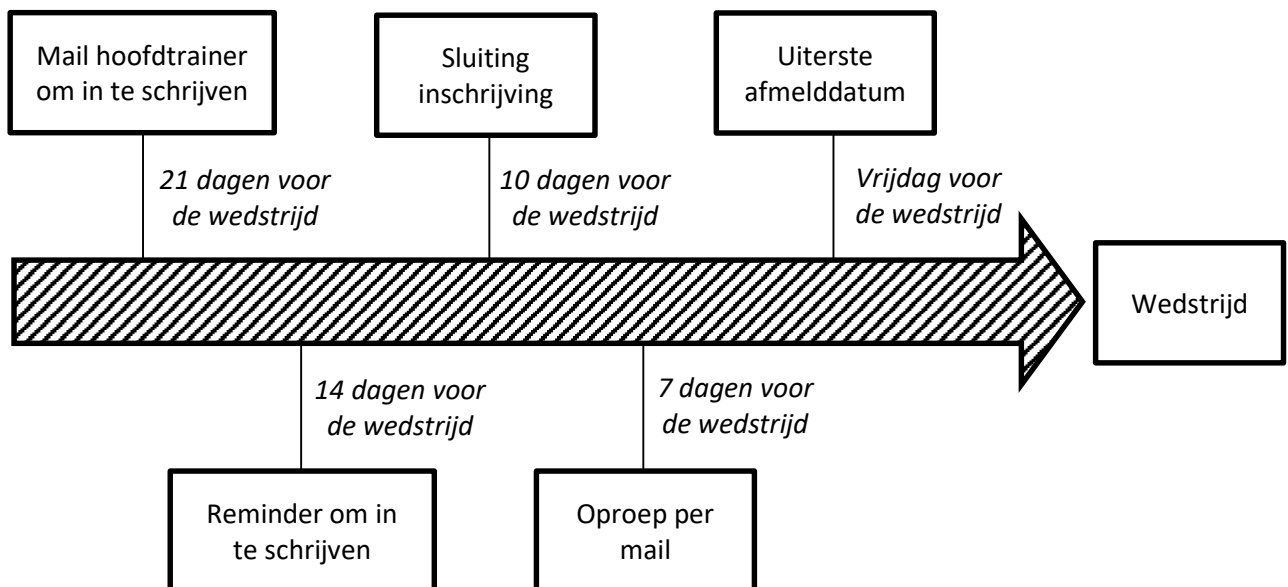 Mail hoofdtrainer
om in te schrijven
Sluiting
inschrijving
Uiterste
afmelddatum
21 dagen voor
de wedstrijd
10 dagen voor
de wedstrijd
Vrijdag voor
de wedstrijd
Wedstrijd
14 dagen voor
de wedstrijd
7 dagen voor
de wedstrijd
Reminder om in
te schrijven
Oproep per
mail